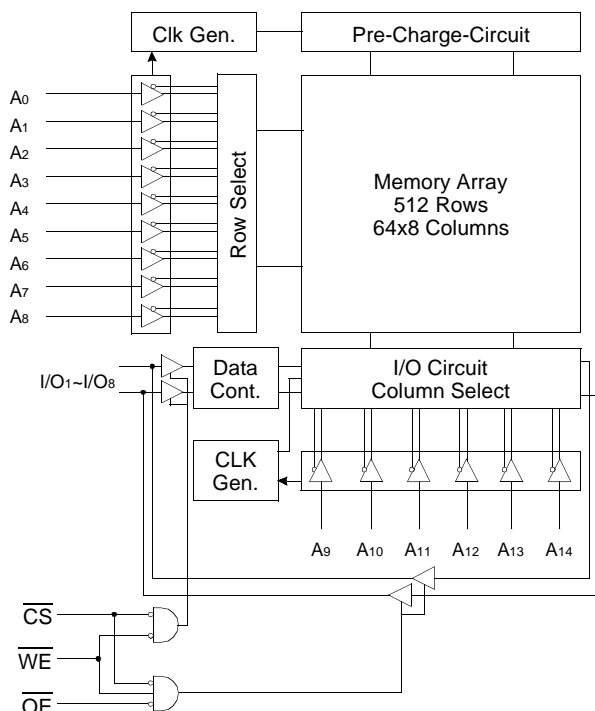 Clk Gen.
Pre-Charge-Circuit
A0
A1
A2
A3
A4
A5
A6
A7
A8
Row Select
Memory Array
512 Rows
64x8 Columns
I/O1~I/O8
Data
Cont.
I/O Circuit
Column Select
CLK
Gen.
A9 A10 A11 A12 A13 A14
CS
WE
OE